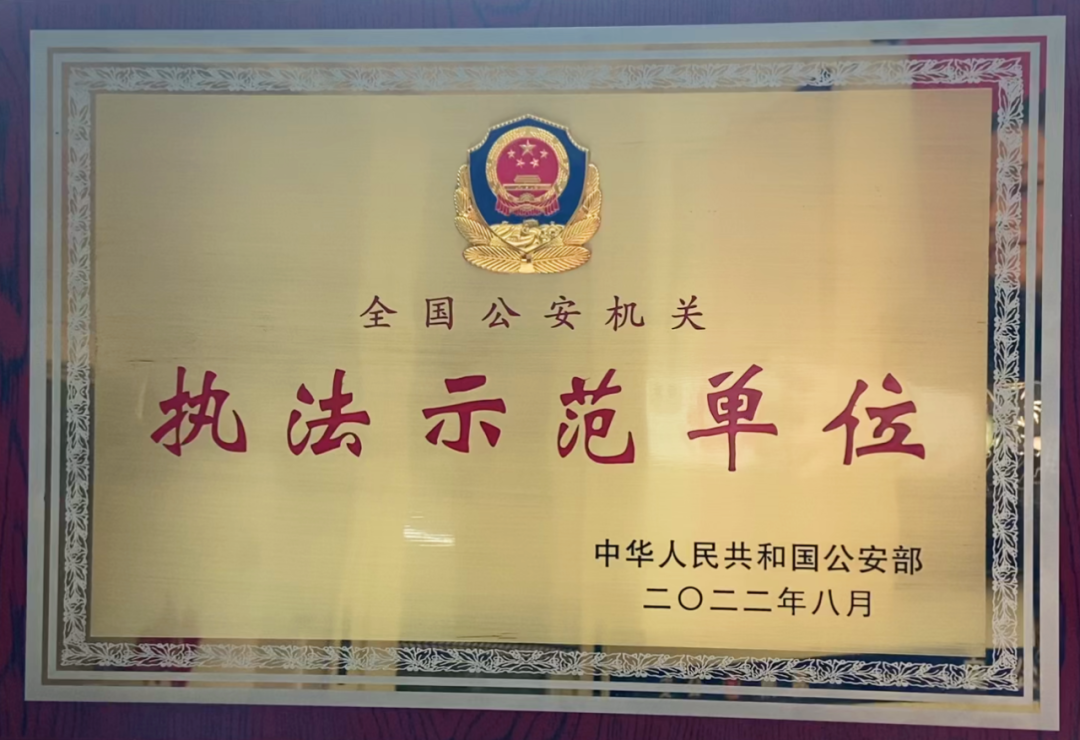 全国公安机关
执法示范单位
中华人民共和国公安部
二〇二二年八月